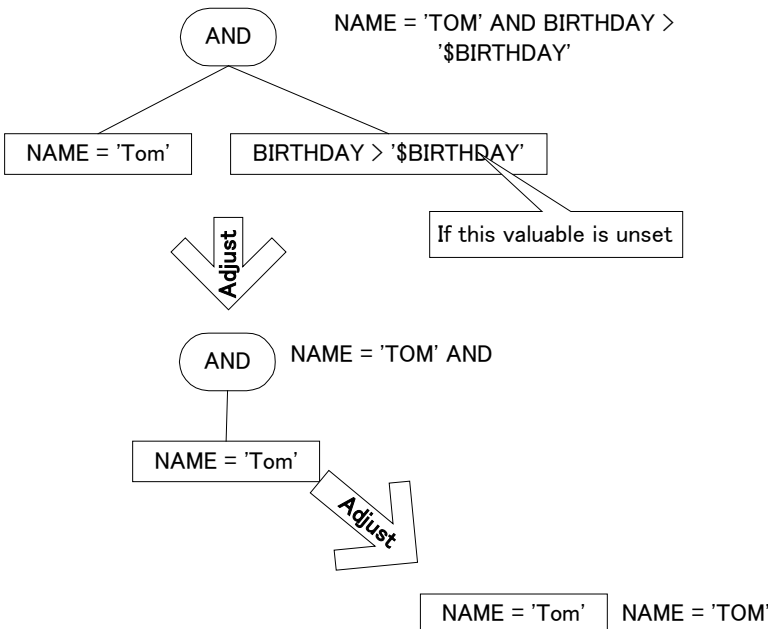 AND
NAME = 'TOM' AND BIRTHDAY >
'$BIRTHDAY'
NAME = 'Tom'
BIRTHDAY > '$BIRTHDAY'
If this valuable is unset
Adjust
AND
NAME = 'TOM' AND
NAME = 'Tom'
Adjust
NAME = 'Tom'
NAME = 'TOM'